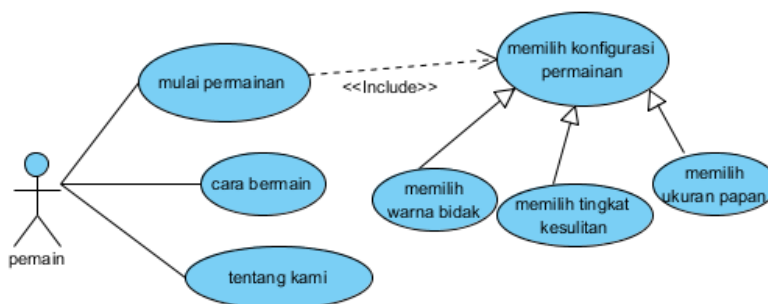 mulai permainan
<<Include>>
memilih konfigurasi
permainan
cara bermain
memilih
warna bidak
memilih tingkat
kesulitan
memilih
ukuran papan
pemain
tentang kami